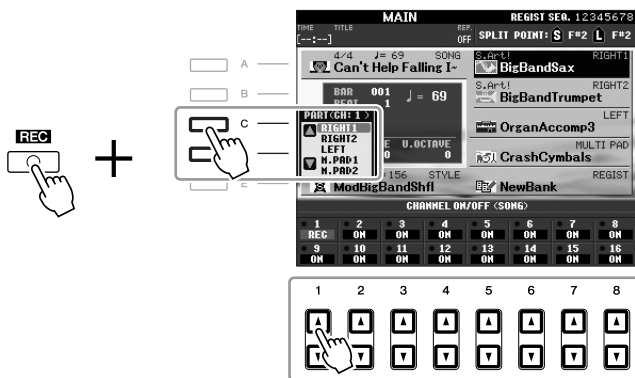 MAIN REGIST SEQ. 12345678
TIME TITLE REP.
[--:--] OFF SPLIT POINT: S F#2 L F#2
4/4 ♩= 69 SONG S.Art! RIGHT1
Can't Help Falling I~ BigBandSax
A
BAR 001 ♩= 69 S.Art! RIGHT2
B
BEAT 1 BigBandTrumpet
PART(CH: 1) LEFT
C
RIGHT1 OrganAccomp3
RIGHT2
REC
LEFT U.OCTAVE MULTI PAD
M.PAD1 0 0 CrashCymbals
M.PAD2 156 STYLE REGIST
E
ModBigBandShfl NewBank
CHANNEL ON/OFF (SONG)
1 2 3 4 5 6 7 8
REC ON ON ON ON ON ON ON
9 10 11 12 13 14 15 16
ON ON ON ON ON ON ON ON
1 2 3 4 5 6 7 8